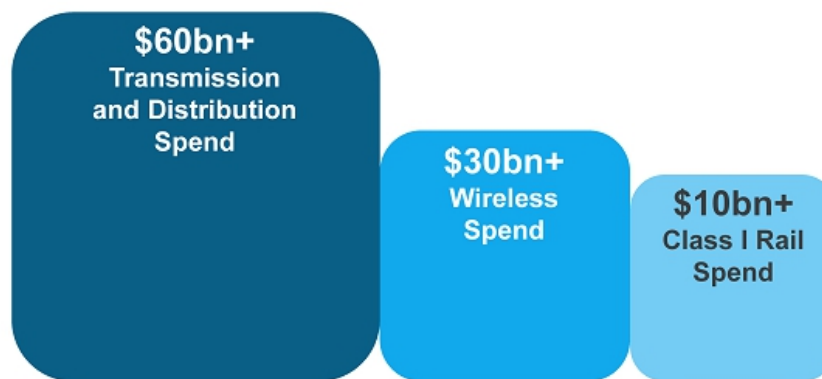 $60bn+
Transmission
and Distribution
Spend
$30bn+
Wireless
Spend
$10bn+
Class I Rail
Spend